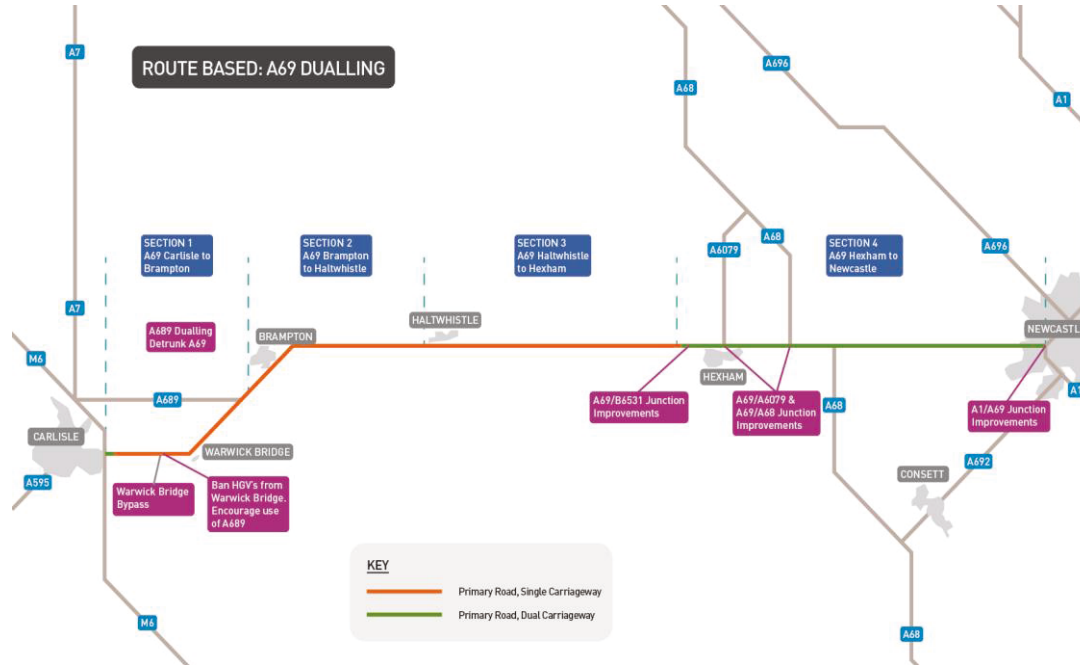 A7
ROUTE BASED: A69 DUALLING
A68
A696
A1
SECTION 1
A69 Carlisle to
Brampton
SECTION 2
A69 Brampton
to Haltwhistle
SECTION 3
A69 Haltwhistle
to Hexham
A6079
A68
SECTION 4
A69 Hexham to
Newcastle
A696
A7
A689 Dualling
Detrunk A69
BRAMPTON
HALTWHISTLE
NEWCASTL
M6
A689
HEXHAM
A69/B6531 Junction
Improvements
A69/A6079 &
A69/A68 Junction
Improvements
A68
A1/A69 Junction
Improvements
A1
CARLISLE
WARWICK BRIDGE
A692
CONSETT
A595
Warwick Bridge
Bypass
Ban HGV's from
Warwick Bridge.
Encourage use
of A689
KEY
Primary Road, Single Carriageway
Primary Road, Dual Carriageway
M6
A68